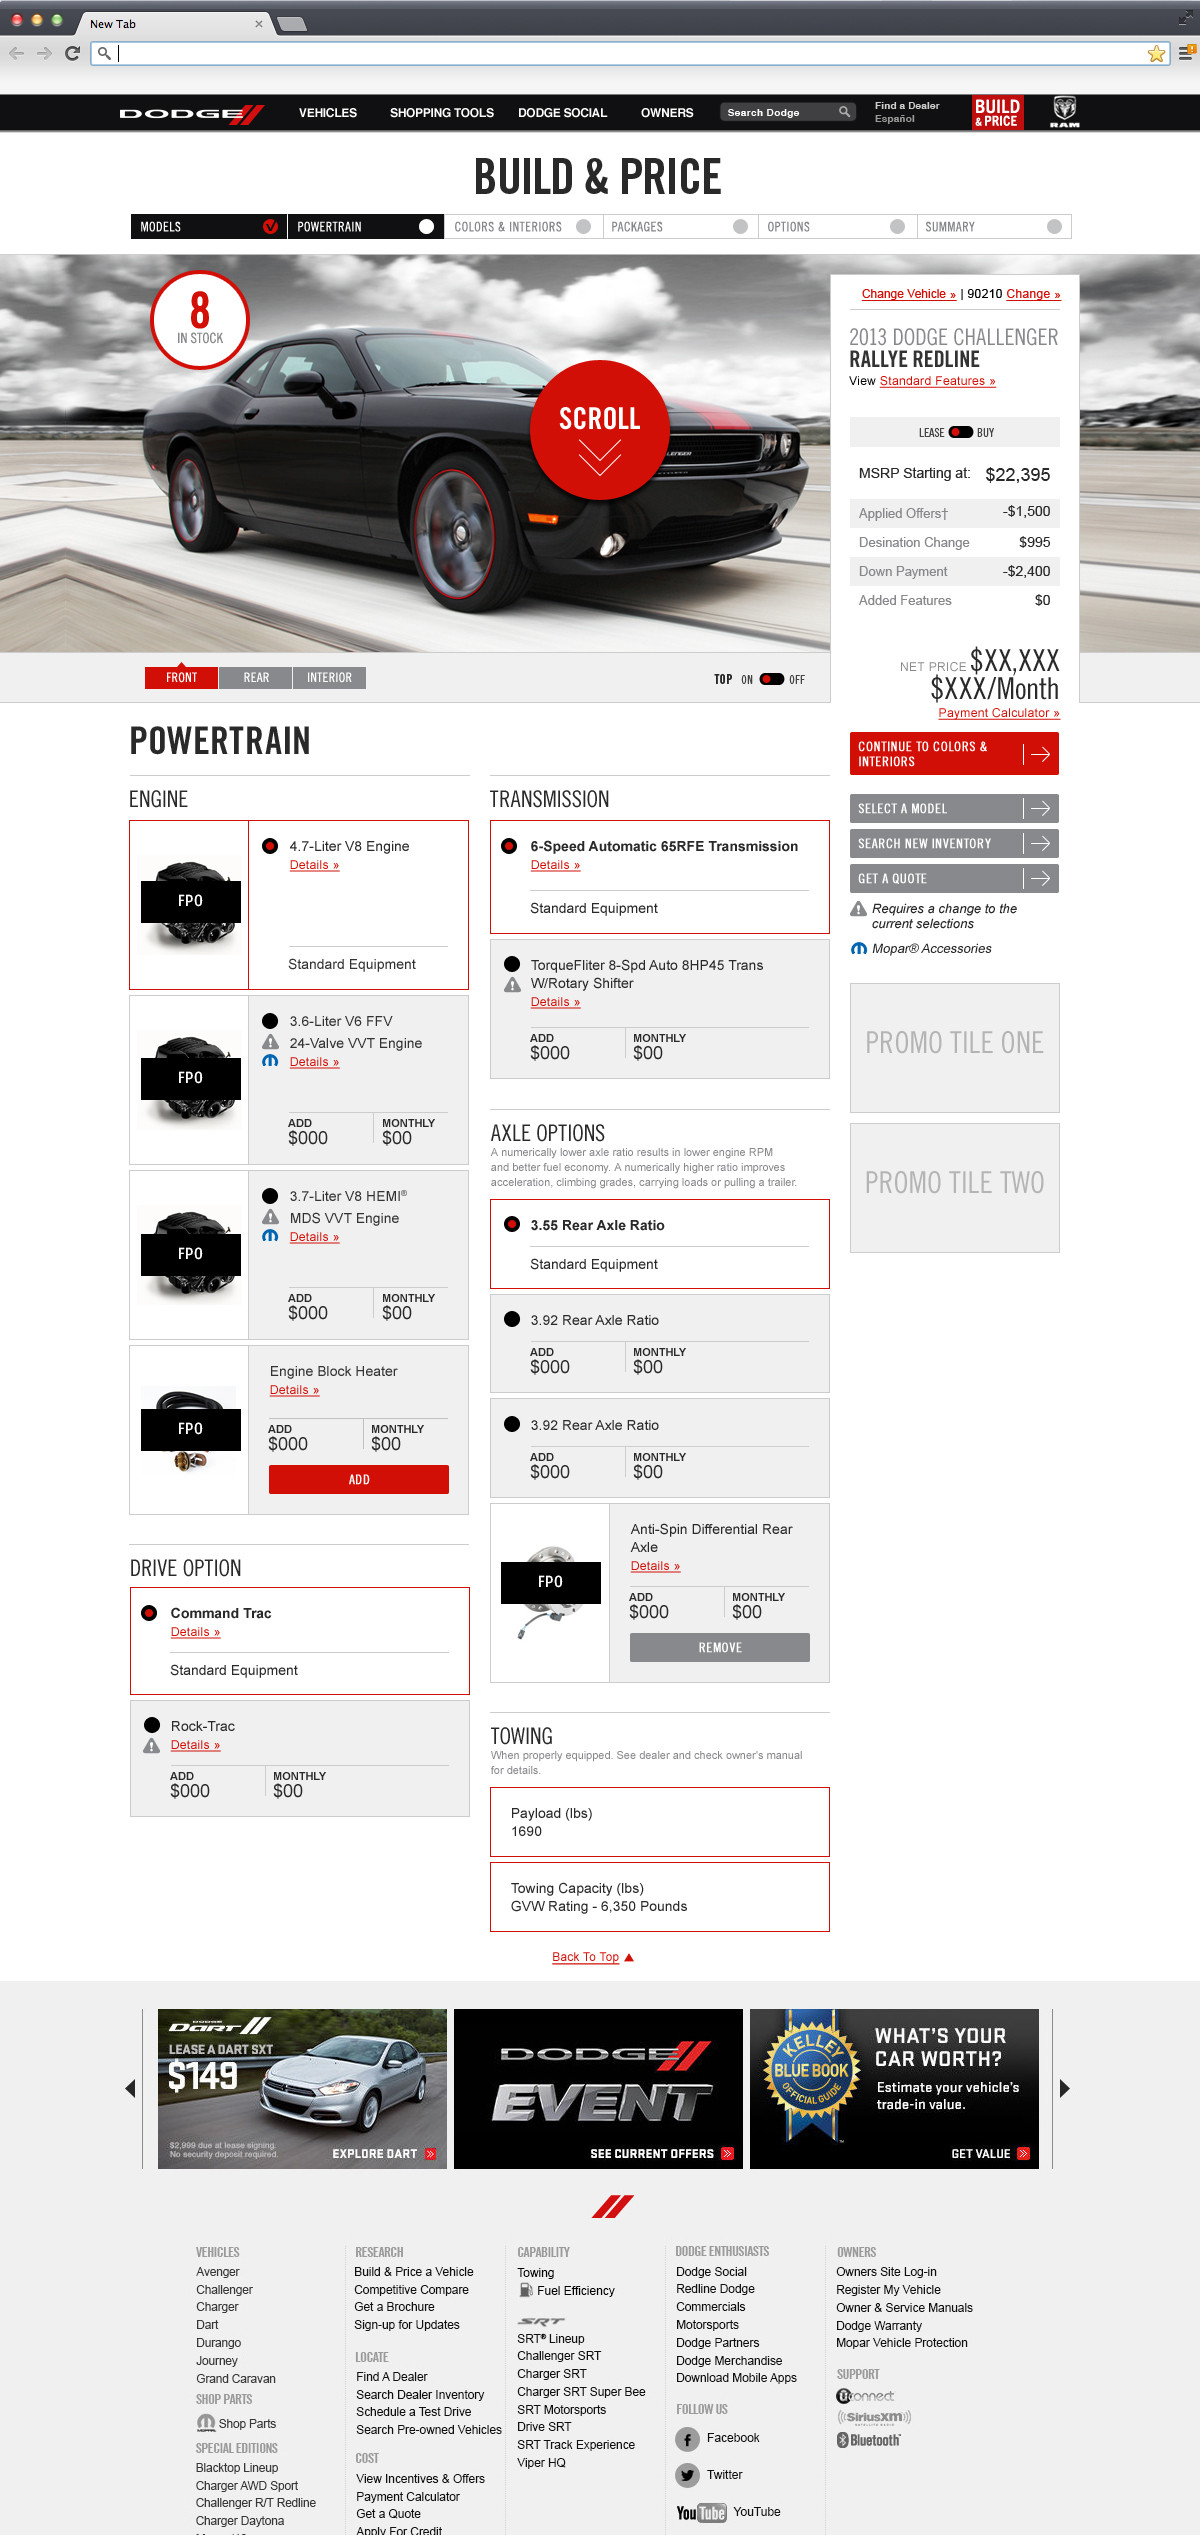 New Tab
DODGE
VEHICLES
SHOPPING TOOLS
DODGE SOCIAL
OWNERS
Search Dodge
Find a Dealer
Español
BUILD
& PRICE
RAM
BUILD & PRICE
MODELS
POWERTRAIN
COLORS & INTERIORS
PACKAGES
OPTIONS
SUMMARY
8
IN STOCK
SCROLL
Change Vehicle » | 90210 Change »
2013 DODGE CHALLENGER
RALLYE REDLINE
View Standard Features »
LEASE BUY
MSRP Starting at: $22,395
Applied Offers† -$1,500
Desination Change $995
Down Payment -$2,400
Added Features $0
NET PRICE $XX,XXX
$XXX/Month
Payment Calculator »
FRONT
REAR
INTERIOR
TOP ON OFF
CONTINUE TO COLORS &
INTERIORS
SELECT A MODEL
SEARCH NEW INVENTORY
GET A QUOTE
Requires a change to the
current selections
Mopar® Accessories
PROMO TILE ONE
PROMO TILE TWO
POWERTRAIN
ENGINE
FPO
4.7-Liter V8 Engine
Details »
Standard Equipment
FPO
3.6-Liter V6 FFV
24-Valve VVT Engine
Details »
ADD MONTHLY
$000 $00
FPO
3.7-Liter V8 HEMI®
MDS VVT Engine
Details »
ADD MONTHLY
$000 $00
FPO
Engine Block Heater
Details »
ADD MONTHLY
$000 $00
ADD
DRIVE OPTION
Command Trac
Details »
Standard Equipment
Rock-Trac
Details »
ADD MONTHLY
$000 $00
TRANSMISSION
6-Speed Automatic 65RFE Transmission
Details »
Standard Equipment
TorqueFliter 8-Spd Auto 8HP45 Trans
W/Rotary Shifter
Details »
ADD MONTHLY
$000 $00
AXLE OPTIONS
A numerically lower axle ratio results in lower engine RPM
and better fuel economy. A numerically higher ratio improves
acceleration, climbing grades, carrying loads or pulling a trailer.
3.55 Rear Axle Ratio
Standard Equipment
3.92 Rear Axle Ratio
ADD MONTHLY
$000 $00
3.92 Rear Axle Ratio
ADD MONTHLY
$000 $00
FPO
Anti-Spin Differential Rear
Axle
Details »
ADD MONTHLY
$000 $00
REMOVE
TOWING
When properly equipped. See dealer and check owner's manual
for details.
Payload (lbs)
1690
Towing Capacity (lbs)
GVW Rating - 6,350 Pounds
Back To Top
DODGE
DART
LEASE A DART SXT
$149
$2,999 due at lease signing.
No security deposit required.
EXPLORE DART
DODGE
EVENT
SEE CURRENT OFFERS
KELLEY
BLUE BOOK
OFFICIAL GUIDE
WHAT'S YOUR
CAR WORTH?
Estimate your vehicle's
trade-in value.
GET VALUE
VEHICLES
Avenger
Challenger
Charger
Dart
Durango
Journey
Grand Caravan
SHOP PARTS
Shop Parts
SPECIAL EDITIONS
Blacktop Lineup
Charger AWD Sport
Challenger R/T Redline
Charger Daytona
RESEARCH
Build & Price a Vehicle
Competitive Compare
Get a Brochure
Sign-up for Updates
LOCATE
Find A Dealer
Search Dealer Inventory
Schedule a Test Drive
Search Pre-owned Vehicles
COST
View Incentives & Offers
Payment Calculator
Get a Quote
Apply For Credit
CAPABILITY
Towing
Fuel Efficiency
SRT
SRT® Lineup
Challenger SRT
Charger SRT
Charger SRT Super Bee
SRT Motorsports
Drive SRT
SRT Track Experience
Viper HQ
DODGE ENTHUSIASTS
Dodge Social
Redline Dodge
Commercials
Motorsports
Dodge Partners
Dodge Merchandise
Download Mobile Apps
FOLLOW US
Facebook
Twitter
YouTube YouTube
OWNERS
Owners Site Log-in
Register My Vehicle
Owner & Service Manuals
Dodge Warranty
Mopar Vehicle Protection
SUPPORT
Uconnect
SiriusXM
SATELLITE RADIO
Bluetooth